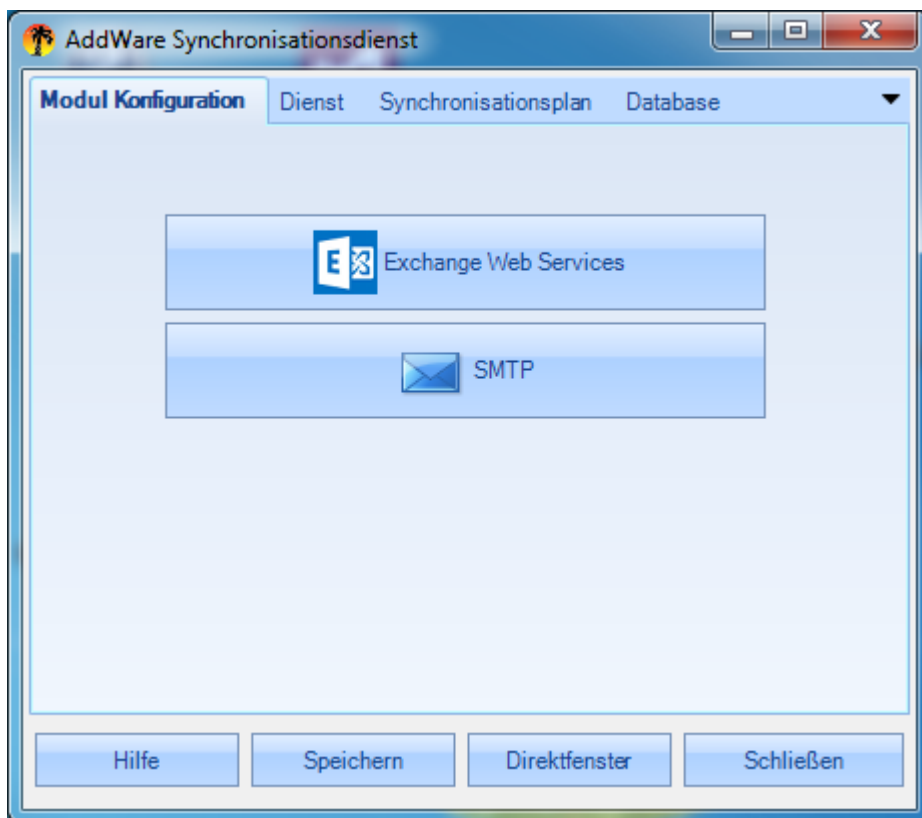 AddWare Synchronisationsdienst
Modul Konfiguration Dienst Synchronisationsplan Database
E Exchange Web Services
SMTP
Hilfe Speichern Direktfenster Schließen